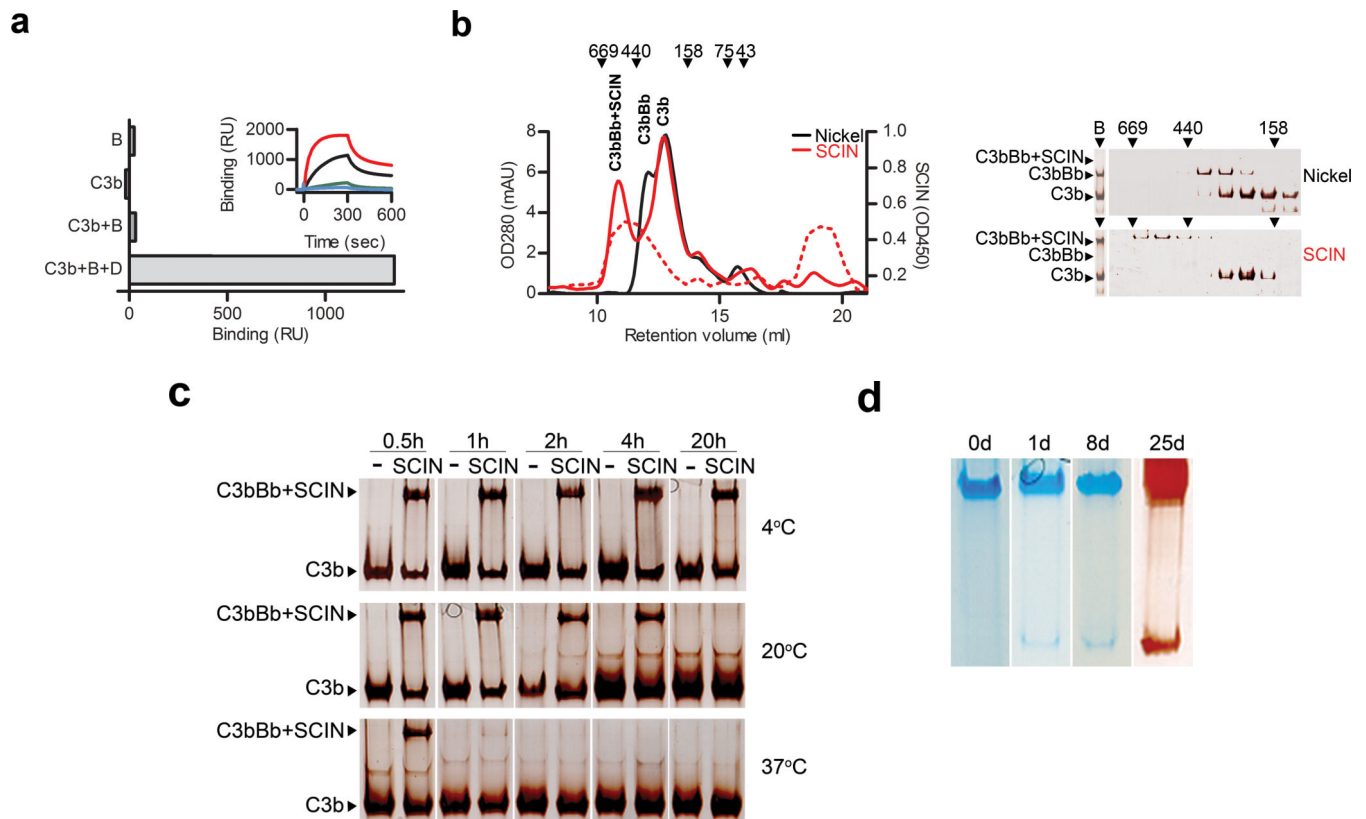 a
B
C3b
C3b+B
C3b+B+D
0 500 1000
Binding (RU)
2000
1000
0
Binding (RU)
0 300 600
Time (sec)
b
669 440 158 75 43
C3bBb+SCIN
C3bBb
C3b
Nickel
SCIN
8
6
4
2
0
OD280 (mAU)
1.0
0.8
0.6
0.4
0.2
SCIN (OD450)
10 15 20
Retention volume (ml)
B 669 440 158
C3bBb+SCIN
C3bBb
C3b
Nickel
C3bBb+SCIN
C3bBb
C3b
SCIN
c
0.5h 1h 2h 4h 20h
- SCIN - SCIN - SCIN - SCIN - SCIN
C3bBb+SCIN
C3b
4°C
C3bBb+SCIN
C3b
20°C
C3bBb+SCIN
C3b
37°C
d
0d 1d 8d 25d